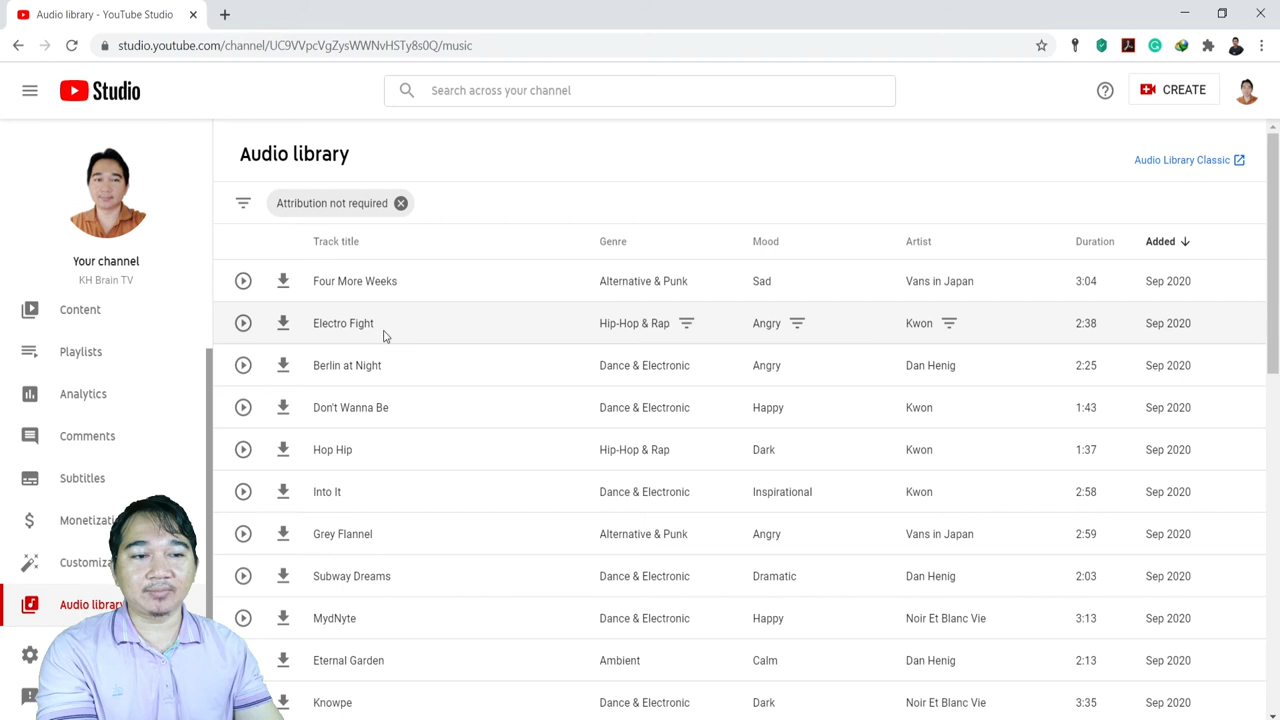 Audio library - YouTube Studio
studio.youtube.com/channel/UC9VVpcVgZysWWNvHSTy8s0Q/music
Studio
Search across your channel
CREATE
Your channel
KH Brain TV
Content
Playlists
Analytics
Comments
Subtitles
Audio library
Audio library
Audio Library Classic
Attribution not required
Track title Genre Mood Artist Duration Added
Four More Weeks Alternative & Punk Sad Vans in Japan 3:04 Sep 2020
Electro Fight Hip-Hop & Rap Angry Kwon 2:38 Sep 2020
Berlin at Night Dance & Electronic Angry Dan Henig 2:25 Sep 2020
Don't Wanna Be Dance & Electronic Happy Kwon 1:43 Sep 2020
Hop Hip Hip-Hop & Rap Dark Kwon 1:37 Sep 2020
Into It Dance & Electronic Inspirational Kwon 2:58 Sep 2020
Grey Flannel Alternative & Punk Angry Vans in Japan 2:59 Sep 2020
Subway Dreams Dance & Electronic Dramatic Dan Henig 2:03 Sep 2020
MydNyte Dance & Electronic Happy Noir Et Blanc Vie 3:13 Sep 2020
Eternal Garden Ambient Calm Dan Henig 2:13 Sep 2020
Knowpe Dance & Electronic Dark Noir Et Blanc Vie 3:35 Sep 2020